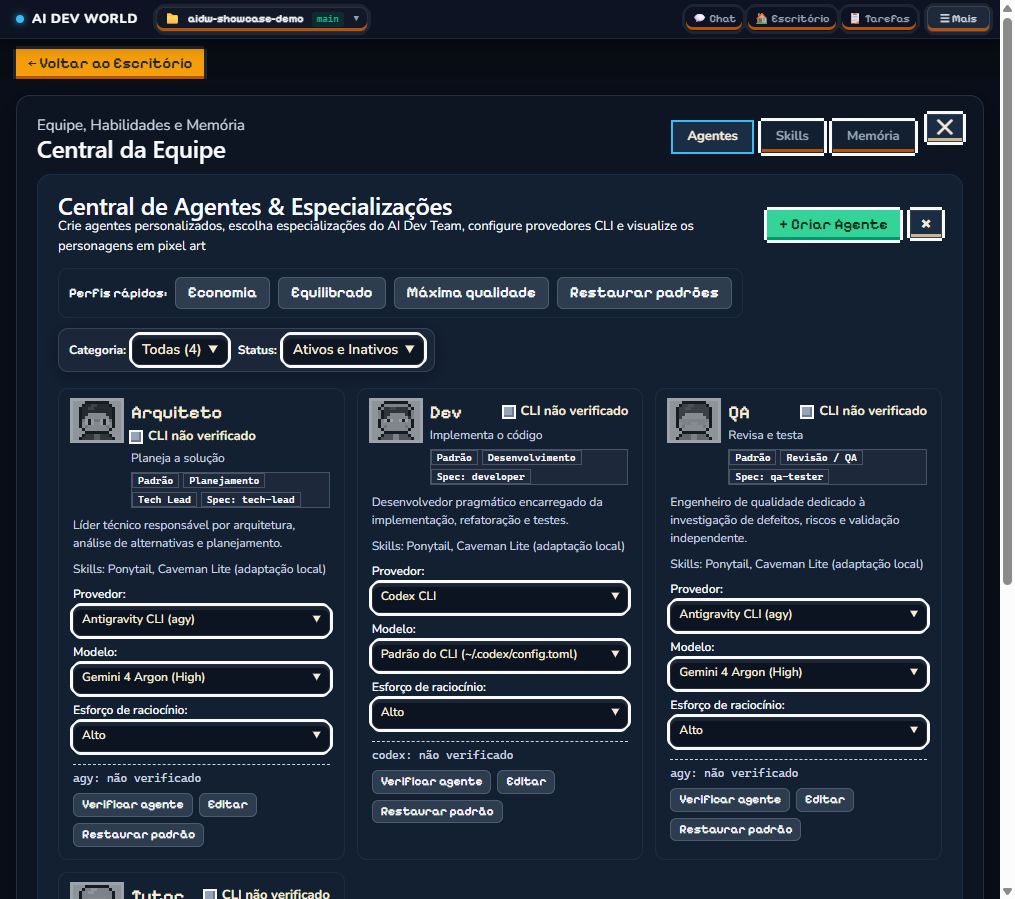 AI DEV WORLD
aidw-showcase-demo main ▼
Chat
Escritório
Tarefas
☰ Mais
← Voltar ao Escritório
Equipe, Habilidades e Memória
Central da Equipe
Agentes
Skills
Memória
✕
Central de Agentes & Especializações
Crie agentes personalizados, escolha especializações do AI Dev Team, configure provedores CLI e visualize os
personagens em pixel art
+ Criar Agente
×
Perfis rápidos:
Economia
Equilibrado
Máxima qualidade
Restaurar padrões
Categoria: Todas (4) ▼
Status: Ativos e Inativos ▼
Arquiteto
CLI não verificado
Planeja a solução
Padrão Planejamento
Tech Lead Spec: tech-lead
Líder técnico responsável por arquitetura,
análise de alternativas e planejamento.
Skills: Ponytail, Caveman Lite (adaptação local)
Provedor:
Antigravity CLI (agy) ▼
Modelo:
Gemini 4 Argon (High) ▼
Esforço de raciocínio:
Alto ▼
agy: não verificado
Verificar agente Editar
Restaurar padrão
Dev CLI não verificado
Implementa o código
Padrão Desenvolvimento
Spec: developer
Desenvolvedor pragmático encarregado da
implementação, refatoração e testes.
Skills: Ponytail, Caveman Lite (adaptação local)
Provedor:
Codex CLI ▼
Modelo:
Padrão do CLI (~/.codex/config.toml) ▼
Esforço de raciocínio:
Alto ▼
codex: não verificado
Verificar agente Editar
Restaurar padrão
QA CLI não verificado
Revisa e testa
Padrão Revisão / QA
Spec: qa-tester
Engenheiro de qualidade dedicado à
investigação de defeitos, riscos e validação
independente.
Skills: Ponytail, Caveman Lite (adaptação local)
Provedor:
Antigravity CLI (agy) ▼
Modelo:
Gemini 4 Argon (High) ▼
Esforço de raciocínio:
Alto ▼
agy: não verificado
Verificar agente Editar
Restaurar padrão
Tutor CLI não verificado